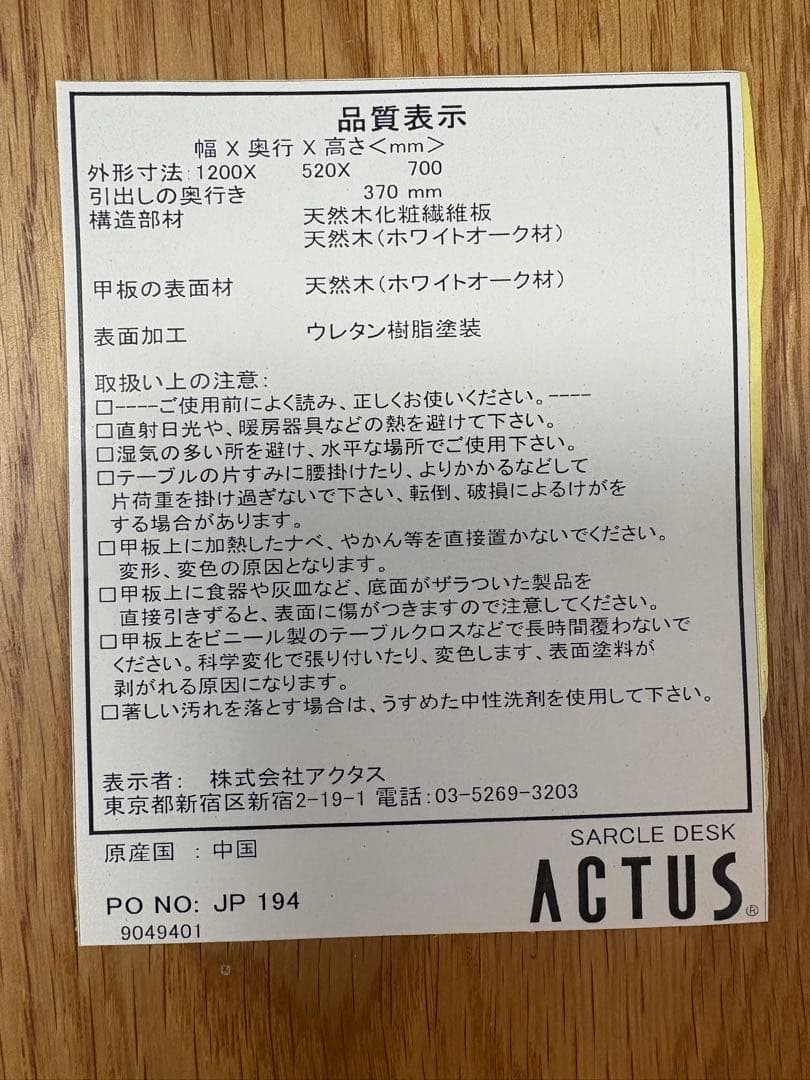 品質表示
幅 X 奥行 X 高さ<mm>
外形寸法: 1200X 520X 700
引出しの奥行き 370 mm
構造部材 天然木化粧繊維板
天然木(ホワイトオーク材)
甲板の表面材 天然木(ホワイトオーク材)
表面加工 ウレタン樹脂塗装
取扱い上の注意:
□----ご使用前によく読み、正しくお使いください。----
□直射日光や、暖房器具などの熱を避けて下さい。
□湿気の多い所を避け、水平な場所でご使用下さい。
□テーブルの片すみに腰掛けたり、よりかかるなどして
片荷重を掛け過ぎないで下さい、転倒、破損によるけがを
する場合があります。
□甲板上に加熱したナベ、やかん等を直接置かないでください。
変形、変色の原因となります。
□甲板上に食器や灰皿など、底面がザラついた製品を
直接引きずると、表面に傷がつきますので注意してください。
□甲板上をビニール製のテーブルクロスなどで長時間覆わないで
ください。科学変化で張り付いたり、変色します、表面塗料が
剥がれる原因になります。
□著しい汚れを落とす場合は、うすめた中性洗剤を使用して下さい。
表示者: 株式会社アクタス
東京都新宿区新宿2-19-1 電話:03-5269-3203
原産国 : 中国
SARCLE DESK
ACTUS®
PO NO: JP 194
9049401